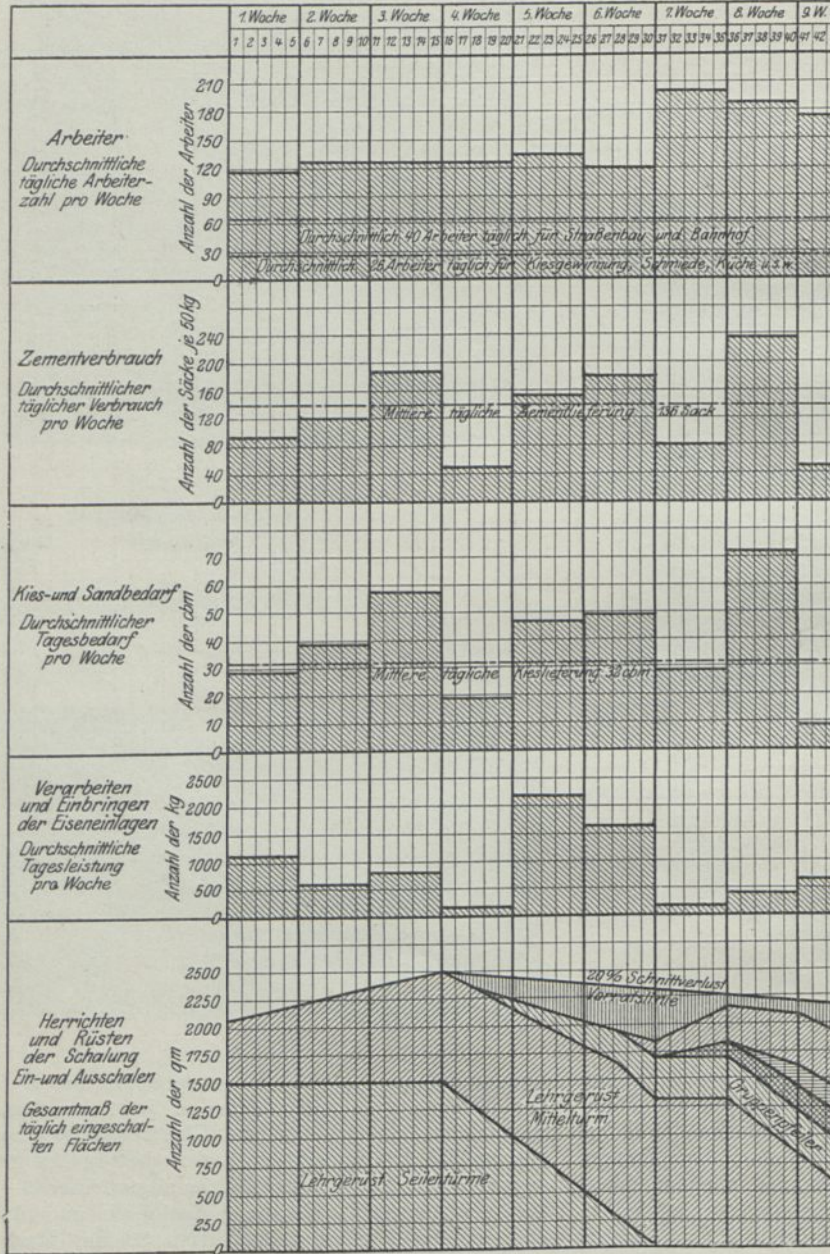 1. Woche 2. Woche 3. Woche 4. Woche 5. Woche 6. Woche 7. Woche 8. Woche 9. W.
1 2 3 4 5 6 7 8 9 10 11 12 13 14 15 16 17 18 19 20 21 22 23 24 25 26 27 28 29 30 31 32 33 34 35 36 37 38 39 40 41 42
Arbeiter
Durchschnittliche
tägliche Arbeiter-
zahl pro Woche
Anzahl der Arbeiter
210
180
150
120
90
60
30
0
Durchschnittlich 40 Arbeiter täglich für Straßenbau und Bahnhof
Durchschnittlich 26 Arbeiter täglich für Kiesgewinnung, Schmiede, Küche u.s.w.
Zementverbrauch
Durchschnittlicher
täglicher Verbrauch
pro Woche
Anzahl der Säcke je 50kg
240
200
160
120
80
40
0
Mittlere tägliche Zementlieferung 136 Sack
Kies- und Sandbedarf
Durchschnittlicher
Tagesbedarf
pro Woche
Anzahl der cbm
70
60
50
40
30
20
10
0
Mittlere tägliche Kieslieferung 32 cbm
Verarbeiten
und Einbringen
der Eiseneinlagen
Durchschnittliche
Tagesleistung
pro Woche
Anzahl der kg
2500
2000
1500
1000
500
0
Herrichten
und Rüsten
der Schalung
Ein- und Ausschalen
Gesamtmaß der
täglich eingeschal-
ten Flächen
Anzahl der qm
2500
2250
2000
1750
1500
1250
1000
750
500
250
0
20% Schnittverlust
Vorratslinie
Lehrgerüst
Mittelturm
Gruppenpfeiler
Lehrgerüst Seitentürme